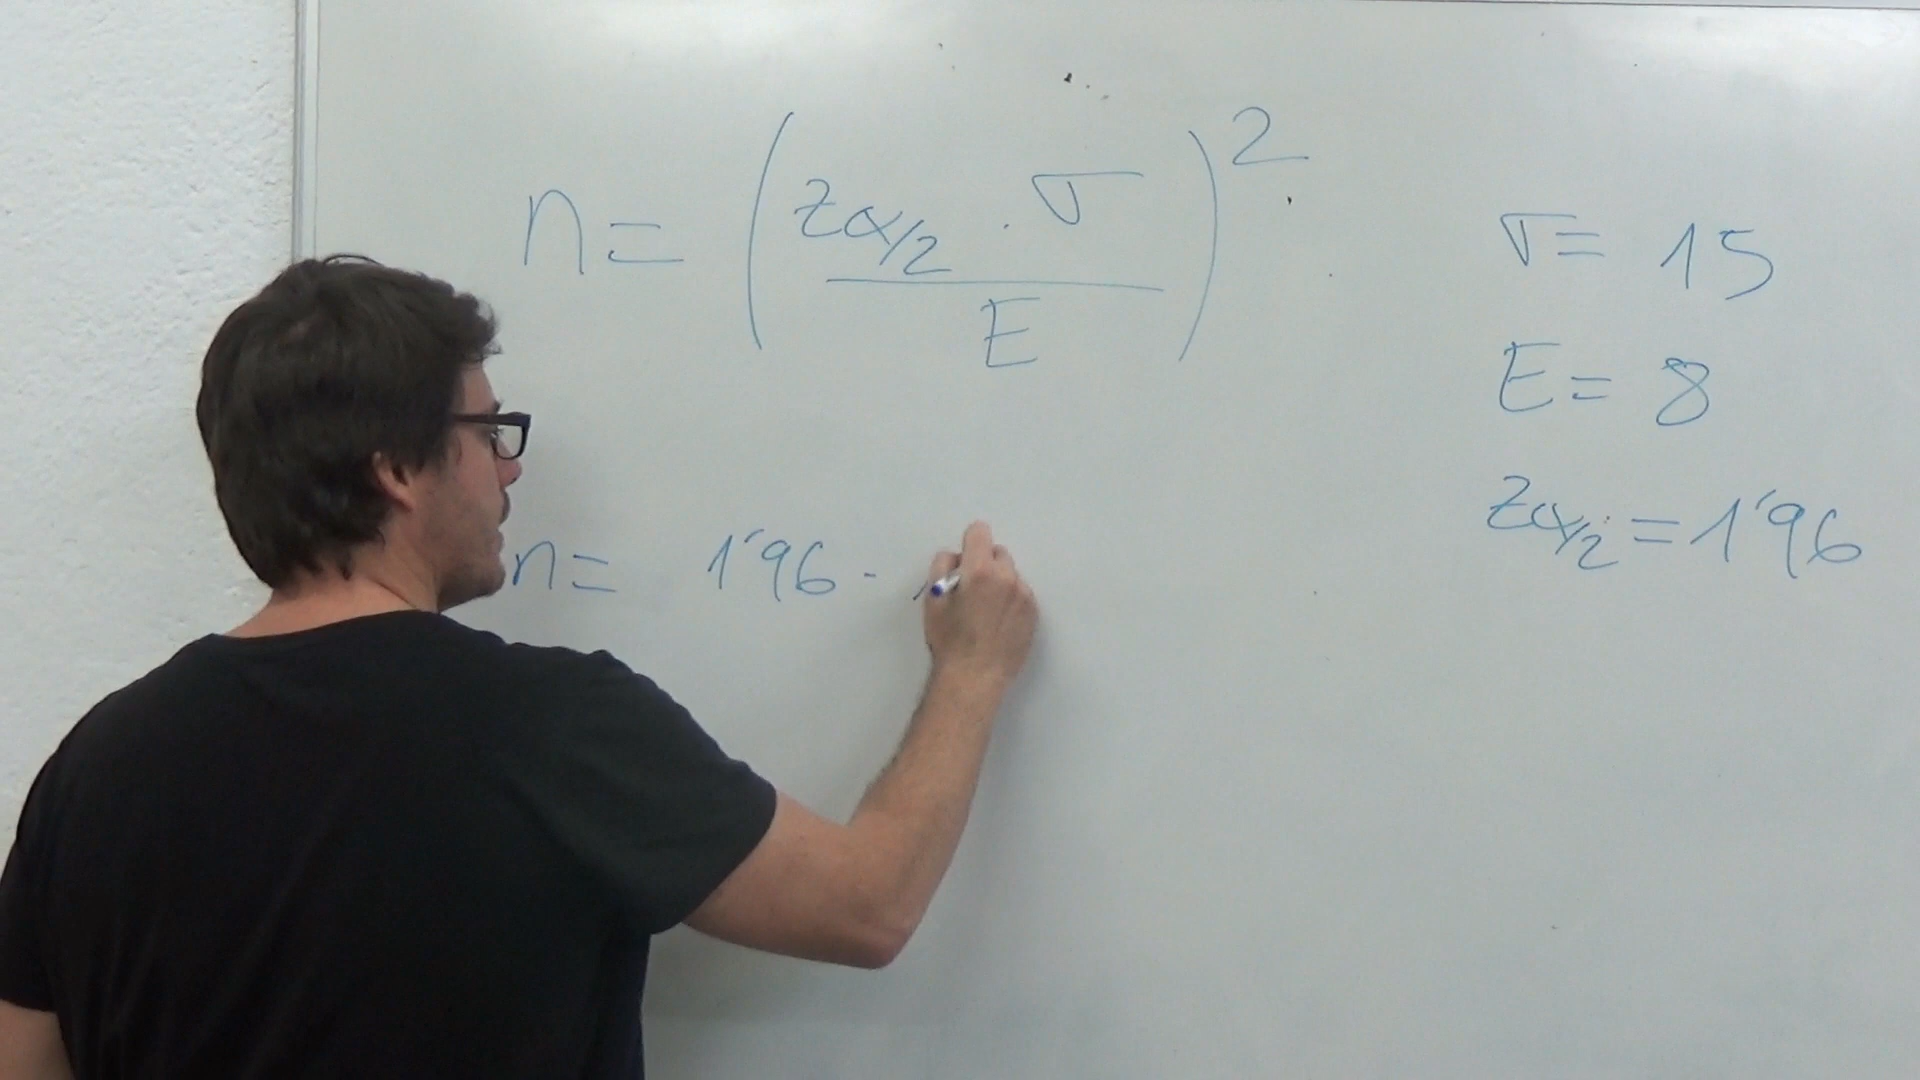 n = (zα/2 · σ / E)²
σ = 15
E = 8
zα/2 = 1'96
n = 1'96 ·